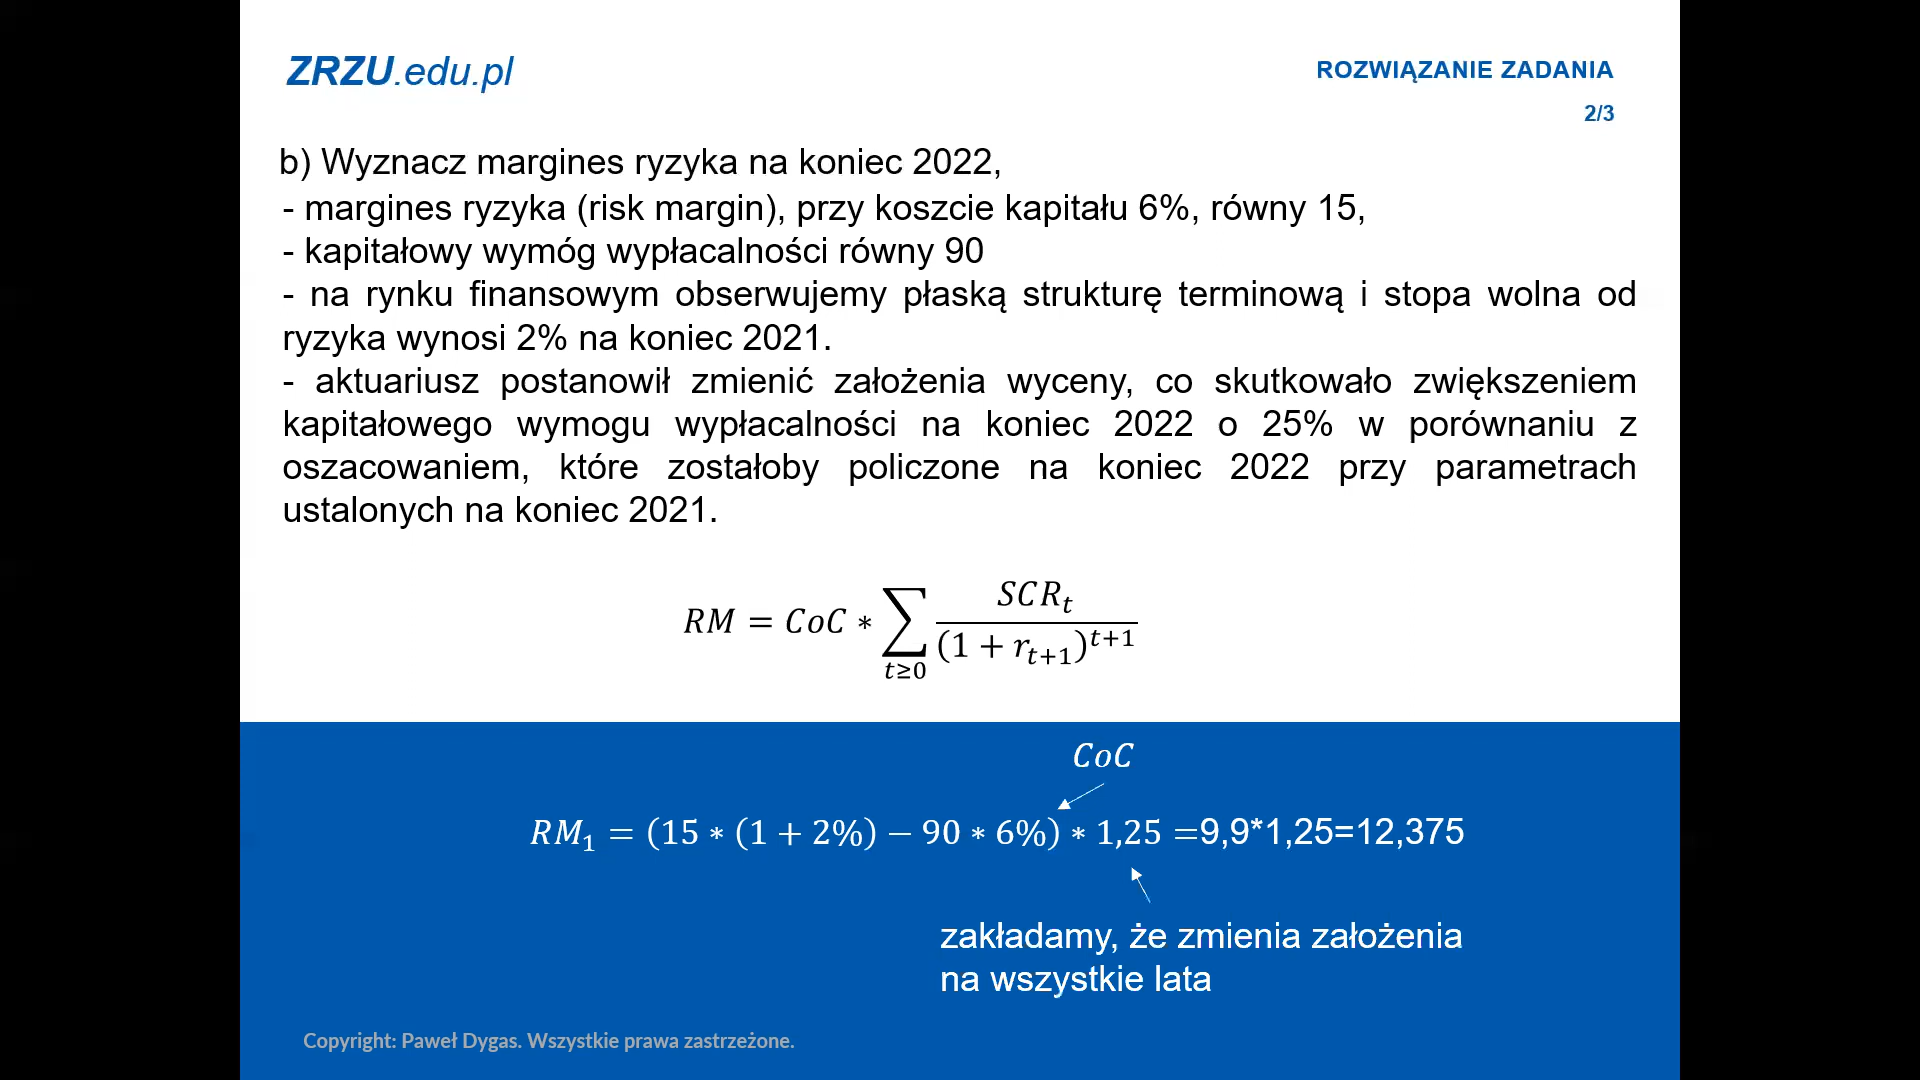 ZRZU.edu.pl
ROZWIĄZANIE ZADANIA
2/3
b) Wyznacz margines ryzyka na koniec 2022,
- margines ryzyka (risk margin), przy koszcie kapitału 6%, równy 15,
- kapitałowy wymóg wypłacalności równy 90
- na rynku finansowym obserwujemy płaską strukturę terminową i stopa wolna od
ryzyka wynosi 2% na koniec 2021.
- aktuariusz postanowił zmienić założenia wyceny, co skutkowało zwiększeniem
kapitałowego wymogu wypłacalności na koniec 2022 o 25% w porównaniu z
oszacowaniem, które zostałoby policzone na koniec 2022 przy parametrach
ustalonych na koniec 2021.
RM = CoC * ∑_{t≥0} SCR_t / (1 + r_{t+1})^{t+1}
CoC
RM₁ = (15 * (1 + 2%) − 90 * 6%) * 1,25 =9,9*1,25=12,375
zakładamy, że zmienia założenia
na wszystkie lata
Copyright: Paweł Dygas. Wszystkie prawa zastrzeżone.